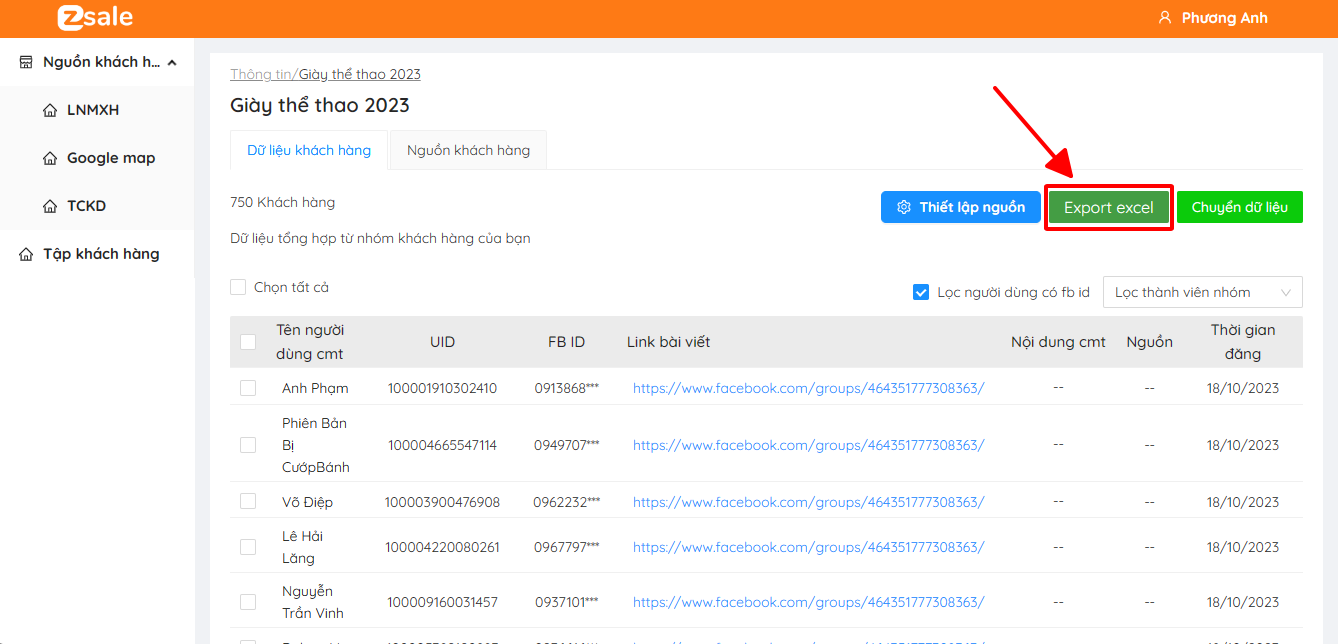 Zsale
Phương Anh
Nguồn khách h...
LNMXH
Google map
TCKD
Tập khách hàng
Thông tin/Giày thể thao 2023
Giày thể thao 2023
Dữ liệu khách hàng
Nguồn khách hàng
750 Khách hàng
Thiết lập nguồn
Export excel
Chuyển dữ liệu
Dữ liệu tổng hợp từ nhóm khách hàng của bạn
Chọn tất cả
Lọc người dùng có fb id
Lọc thành viên nhóm
Tên người
dùng cmt
UID
FB ID
Link bài viết
Nội dung cmt
Nguồn
Thời gian
đăng
Anh Phạm 100001910302410 0913868*** https://www.facebook.com/groups/464351777308363/ -- -- 18/10/2023
Phiên Bản
Bị
CướpBánh
100004665547114 0949707*** https://www.facebook.com/groups/464351777308363/ -- -- 18/10/2023
Võ Điệp 100003900476908 0962232*** https://www.facebook.com/groups/464351777308363/ -- -- 18/10/2023
Lê Hải
Lăng
100004220080261 0967797*** https://www.facebook.com/groups/464351777308363/ -- -- 18/10/2023
Nguyễn
Trần Vinh
100009160031457 0937101*** https://www.facebook.com/groups/464351777308363/ -- -- 18/10/2023